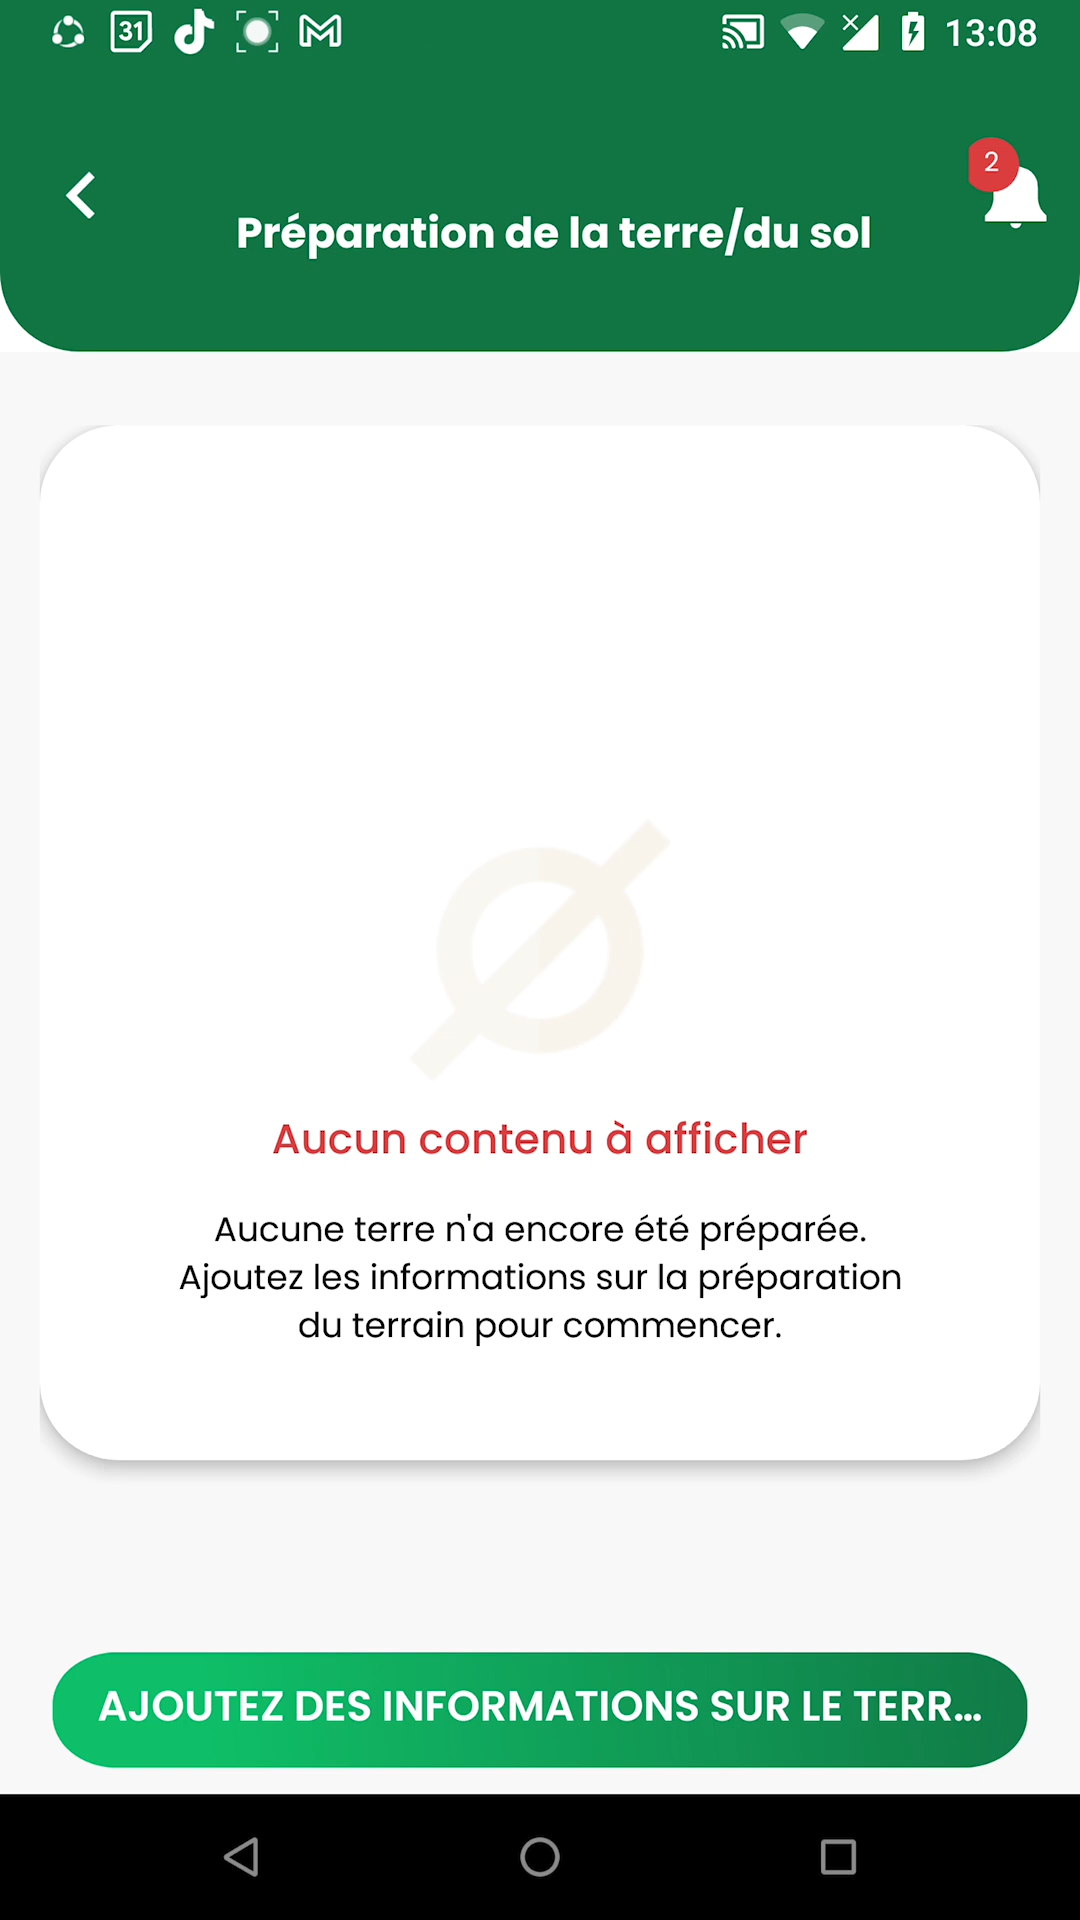 31
13:08
2
Préparation de la terre/du sol
Aucun contenu à afficher
Aucune terre n'a encore été préparée.
Ajoutez les informations sur la préparation
du terrain pour commencer.
AJOUTEZ DES INFORMATIONS SUR LE TERR...